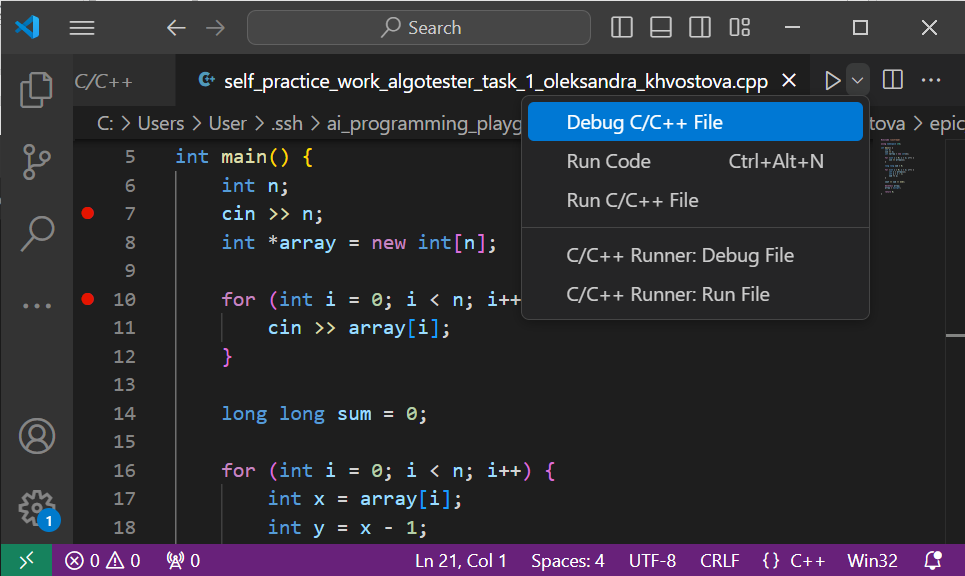 Search
C/C++
self_practice_work_algotester_task_1_oleksandra_khvostova.cpp
C: > Users > User > .ssh > ai_programming_playg
tova > epic
Debug C/C++ File
Run Code Ctrl+Alt+N
Run C/C++ File
C/C++ Runner: Debug File
C/C++ Runner: Run File
5 int main() {
6 int n;
7 cin >> n;
8 int *array = new int[n];
9
10 for (int i = 0; i < n; i++
11 cin >> array[i];
12 }
13
14 long long sum = 0;
15
16 for (int i = 0; i < n; i++) {
17 int x = array[i];
18 int y = x - 1;
1
0 0 0 Ln 21, Col 1 Spaces: 4 UTF-8 CRLF {} C++ Win32